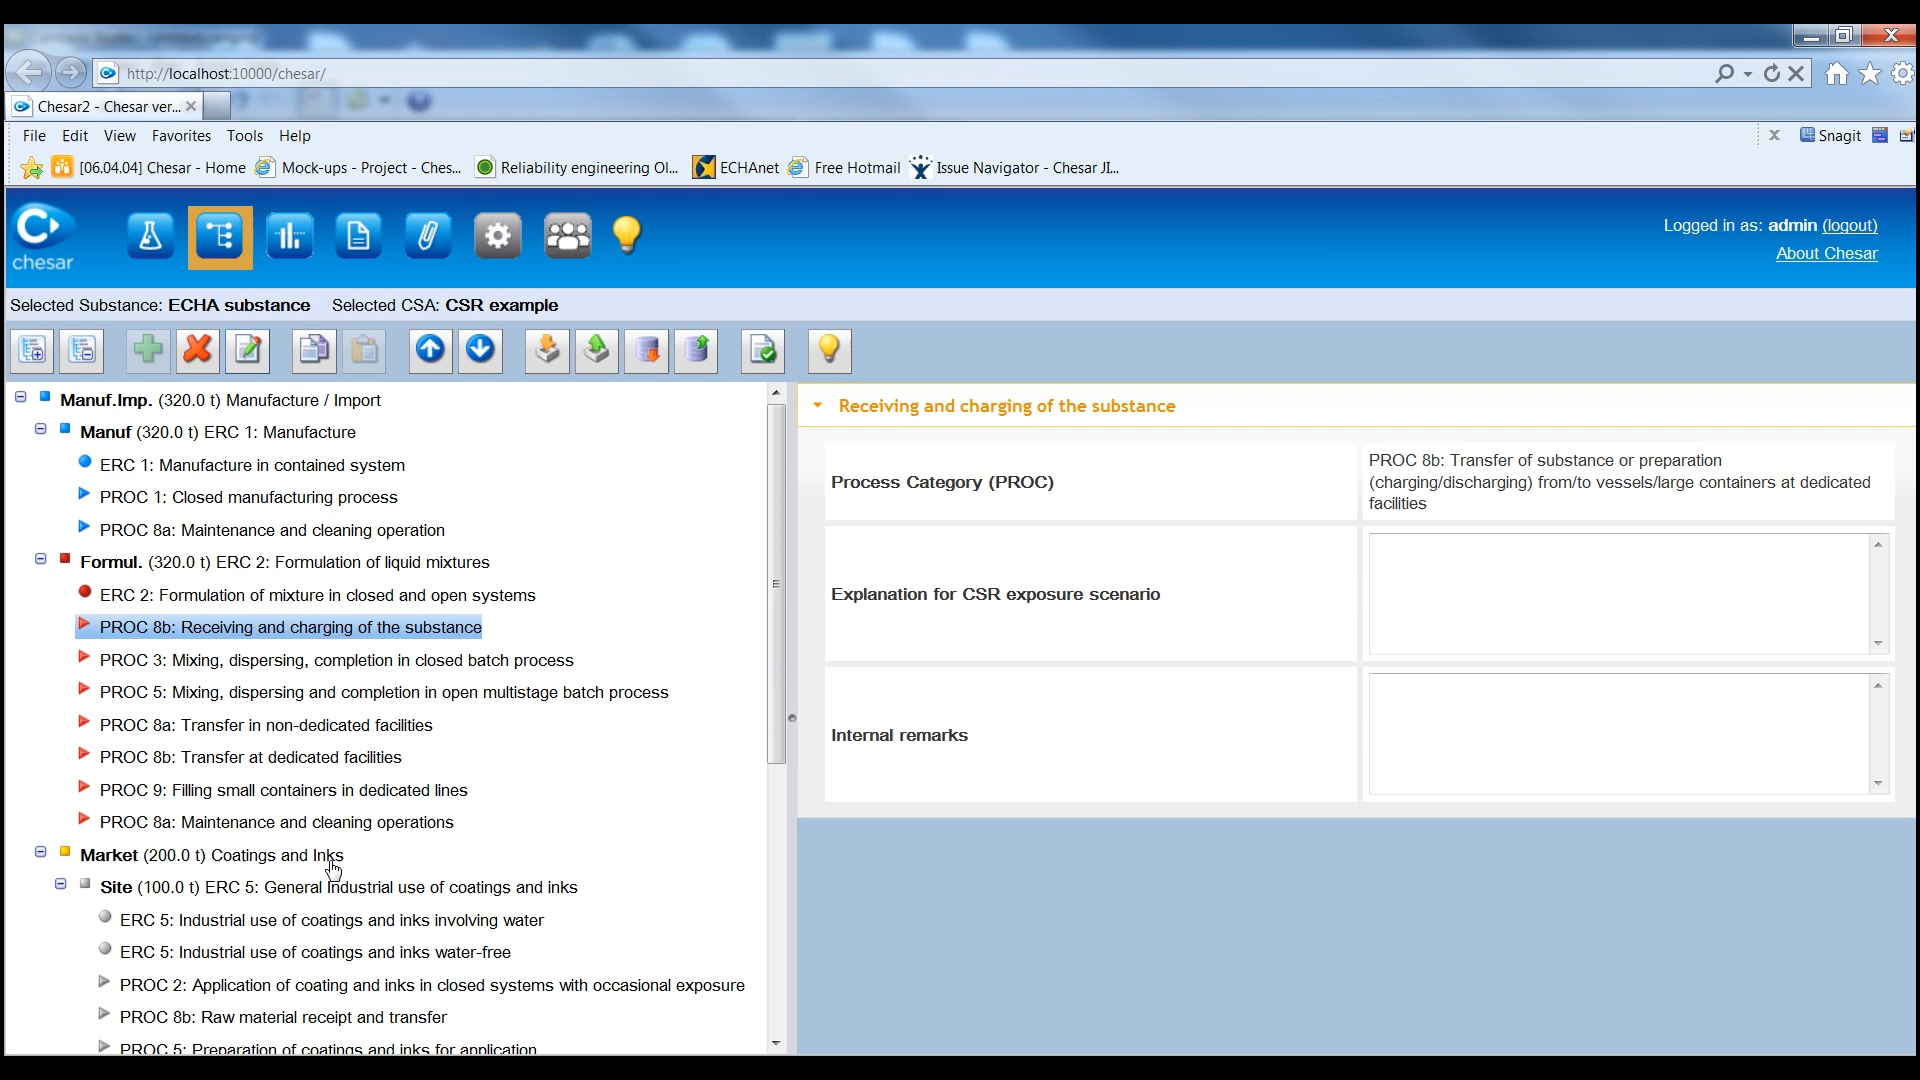 http://localhost:10000/chesar/
Chesar2 - Chesar ver...
File Edit View Favorites Tools Help
Snagit
[06.04.04] Chesar - Home Mock-ups - Project - Ches... Reliability engineering Ol... ECHAnet Free Hotmail Issue Navigator - Chesar JI...
chesar
Logged in as: admin (logout)
About Chesar
Selected Substance: ECHA substance Selected CSA: CSR example
Manuf.Imp. (320.0 t) Manufacture / Import
Manuf (320.0 t) ERC 1: Manufacture
ERC 1: Manufacture in contained system
PROC 1: Closed manufacturing process
PROC 8a: Maintenance and cleaning operation
Formul. (320.0 t) ERC 2: Formulation of liquid mixtures
ERC 2: Formulation of mixture in closed and open systems
PROC 8b: Receiving and charging of the substance
PROC 3: Mixing, dispersing, completion in closed batch process
PROC 5: Mixing, dispersing and completion in open multistage batch process
PROC 8a: Transfer in non-dedicated facilities
PROC 8b: Transfer at dedicated facilities
PROC 9: Filling small containers in dedicated lines
PROC 8a: Maintenance and cleaning operations
Market (200.0 t) Coatings and Inks
Site (100.0 t) ERC 5: General Industrial use of coatings and inks
ERC 5: Industrial use of coatings and inks involving water
ERC 5: Industrial use of coatings and inks water-free
PROC 2: Application of coating and inks in closed systems with occasional exposure
PROC 8b: Raw material receipt and transfer
PROC 5: Preparation of coatings and inks for application
Receiving and charging of the substance
Process Category (PROC)
PROC 8b: Transfer of substance or preparation
(charging/discharging) from/to vessels/large containers at dedicated
facilities
Explanation for CSR exposure scenario
Internal remarks